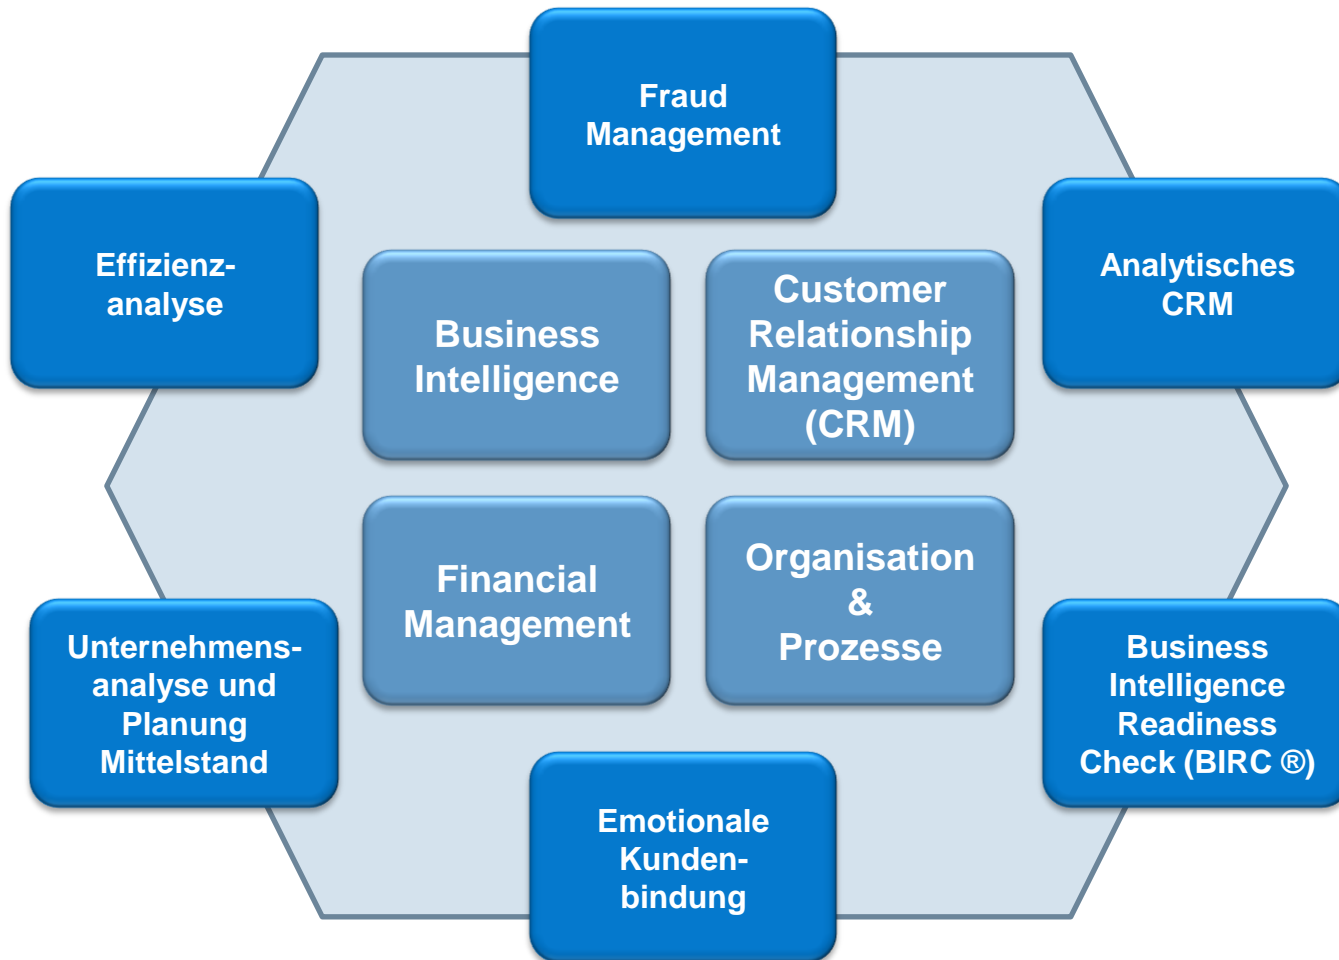 Fraud
Management
Effizienz-
analyse
Analytisches
CRM
Business
Intelligence
Customer
Relationship
Management
(CRM)
Financial
Management
Organisation
&
Prozesse
Unternehmens-
analyse und
Planung
Mittelstand
Business
Intelligence
Readiness
Check (BIRC ®)
Emotionale
Kunden-
bindung